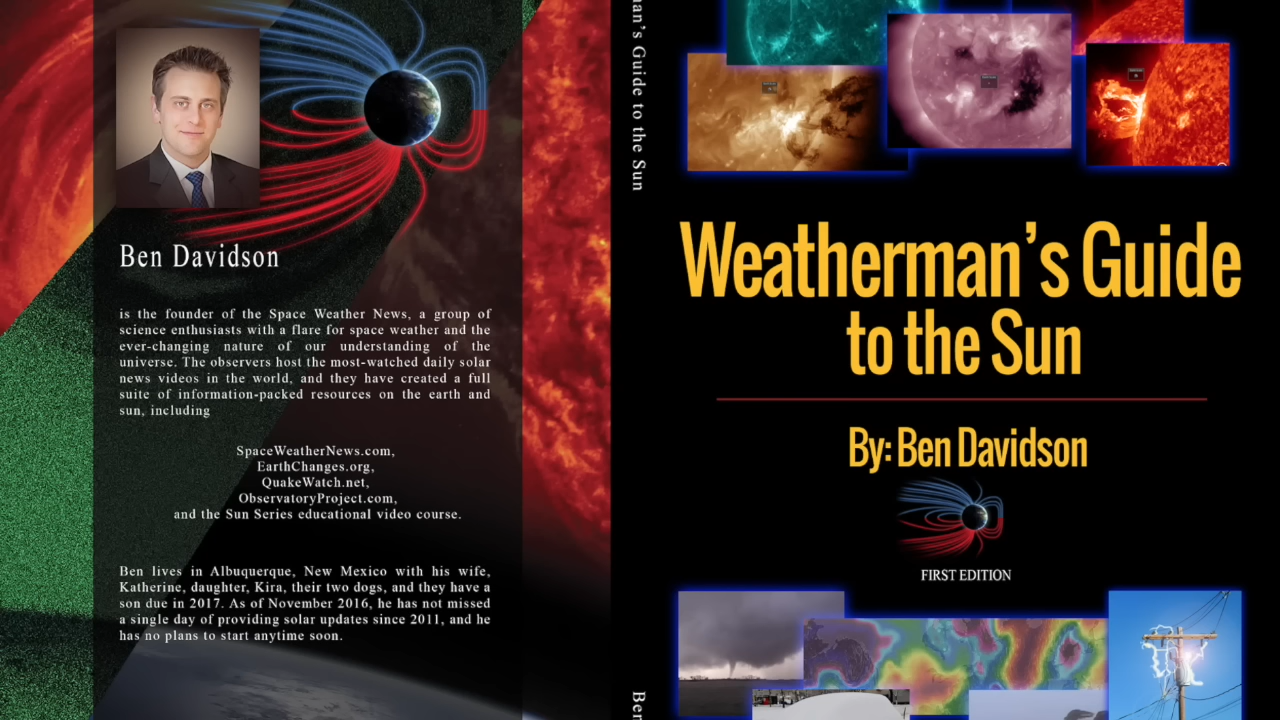 Ben Davidson
is the founder of the Space Weather News, a group of
science enthusiasts with a flare for space weather and the
ever-changing nature of our understanding of the
universe. The observers host the most-watched daily solar
news videos in the world, and they have created a full
suite of information-packed resources on the earth and
sun, including
SpaceWeatherNews.com,
EarthChanges.org,
QuakeWatch.net,
ObservatoryProject.com,
and the Sun Series educational video course.
Ben lives in Albuquerque, New Mexico with his wife,
Katherine, daughter, Kira, their two dogs, and they have a
son due in 2017. As of November 2016, he has not missed
a single day of providing solar updates since 2011, and he
has no plans to start anytime soon.
man's Guide to the Sun
Ben
Weatherman's Guide
to the Sun
By: Ben Davidson
FIRST EDITION